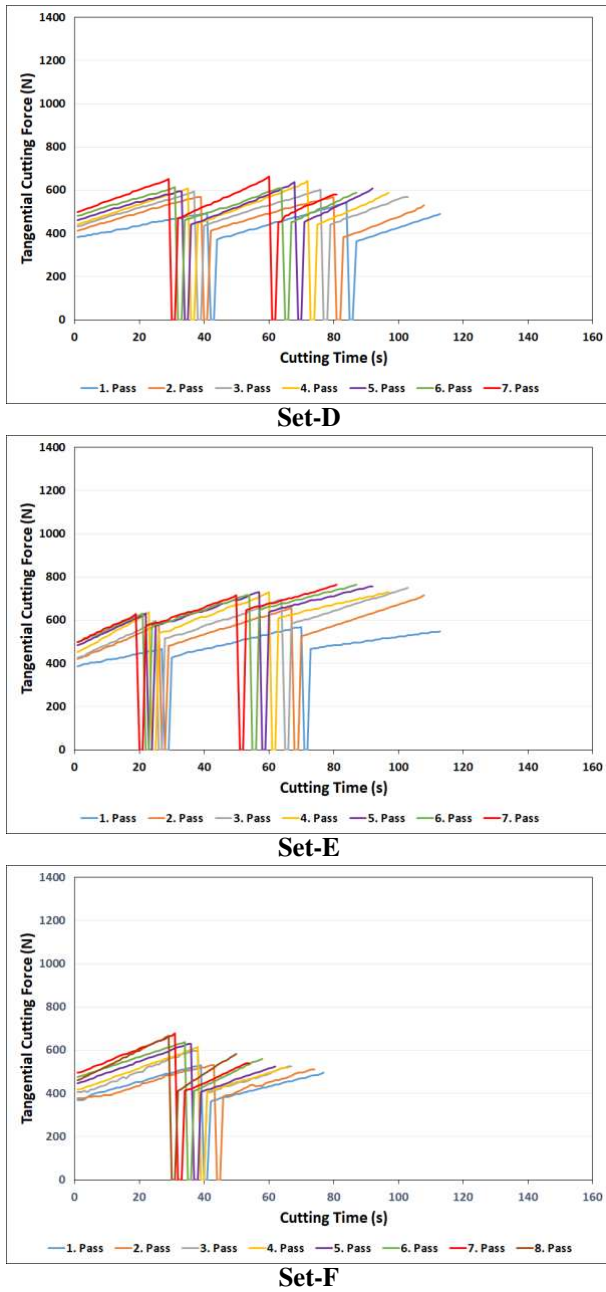 1400
1200
1000
800
600
400
200
0
Tangential Cutting Force (N)
0 20 40 60 80 100 120 140 160
Cutting Time (s)
1. Pass 2. Pass 3. Pass 4. Pass 5. Pass 6. Pass 7. Pass
Set-D
1400
1200
1000
800
600
400
200
0
Tangential Cutting Force (N)
0 20 40 60 80 100 120 140 160
Cutting Time (s)
1. Pass 2. Pass 3. Pass 4. Pass 5. Pass 6. Pass 7. Pass
Set-E
1400
1200
1000
800
600
400
200
0
Tangential Cutting Force (N)
0 20 40 60 80 100 120 140 160
Cutting Time (s)
1. Pass 2. Pass 3. Pass 4. Pass 5. Pass 6. Pass 7. Pass 8. Pass
Set-F